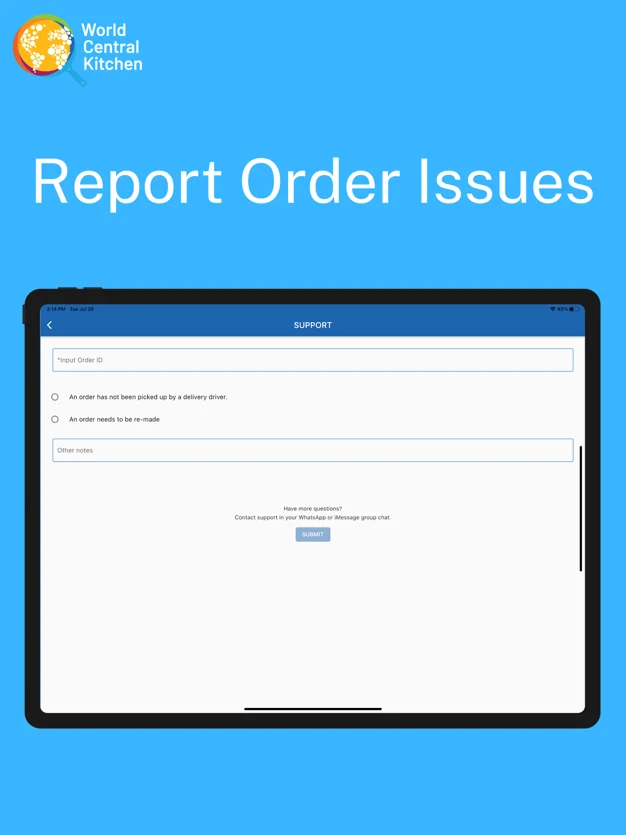 World
Central
Kitchen
Report Order Issues
2:14 PM Tue Jul 20
45%
SUPPORT
*Input Order ID
An order has not been picked up by a delivery driver.
An order needs to be re-made
Other notes
Have more questions?
Contact support in your WhatsApp or iMessage group chat.
SUBMIT